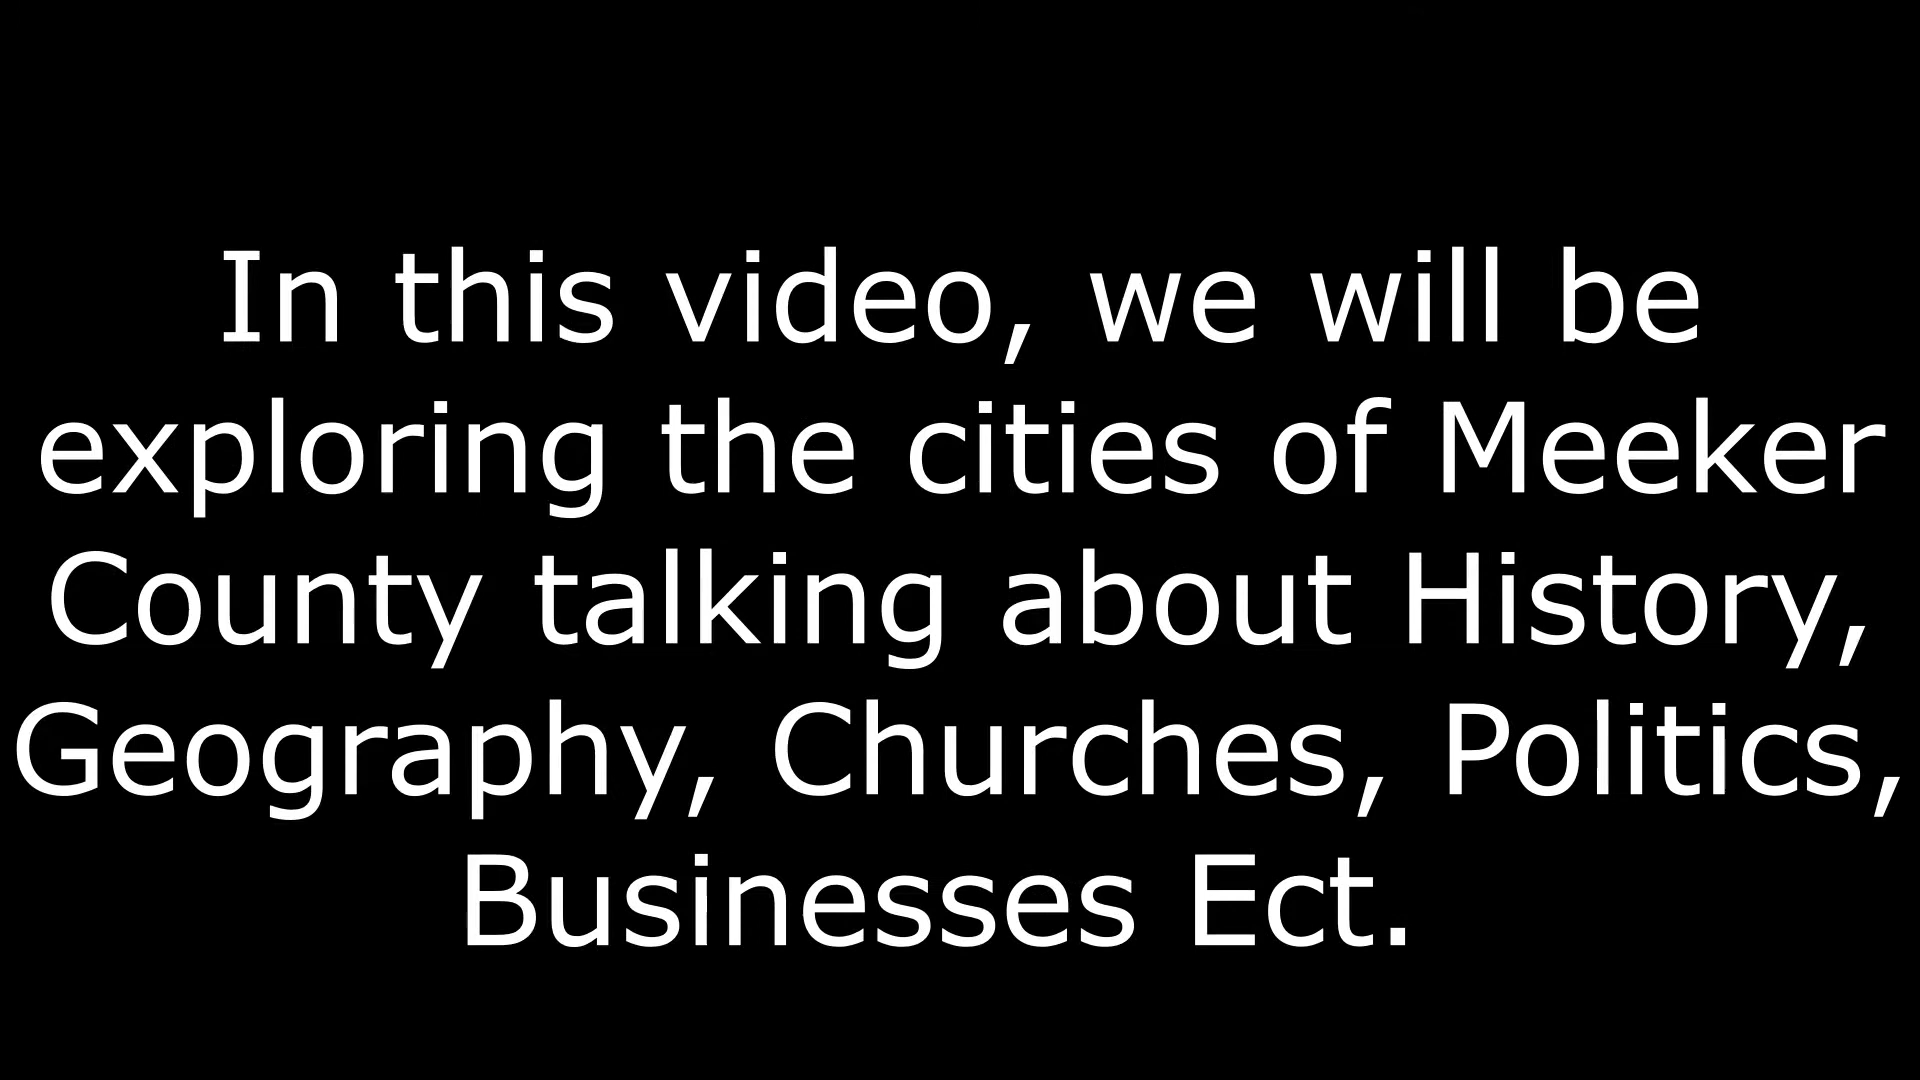 In this video, we will be
exploring the cities of Meeker
County talking about History,
Geography, Churches, Politics,
Businesses Ect.